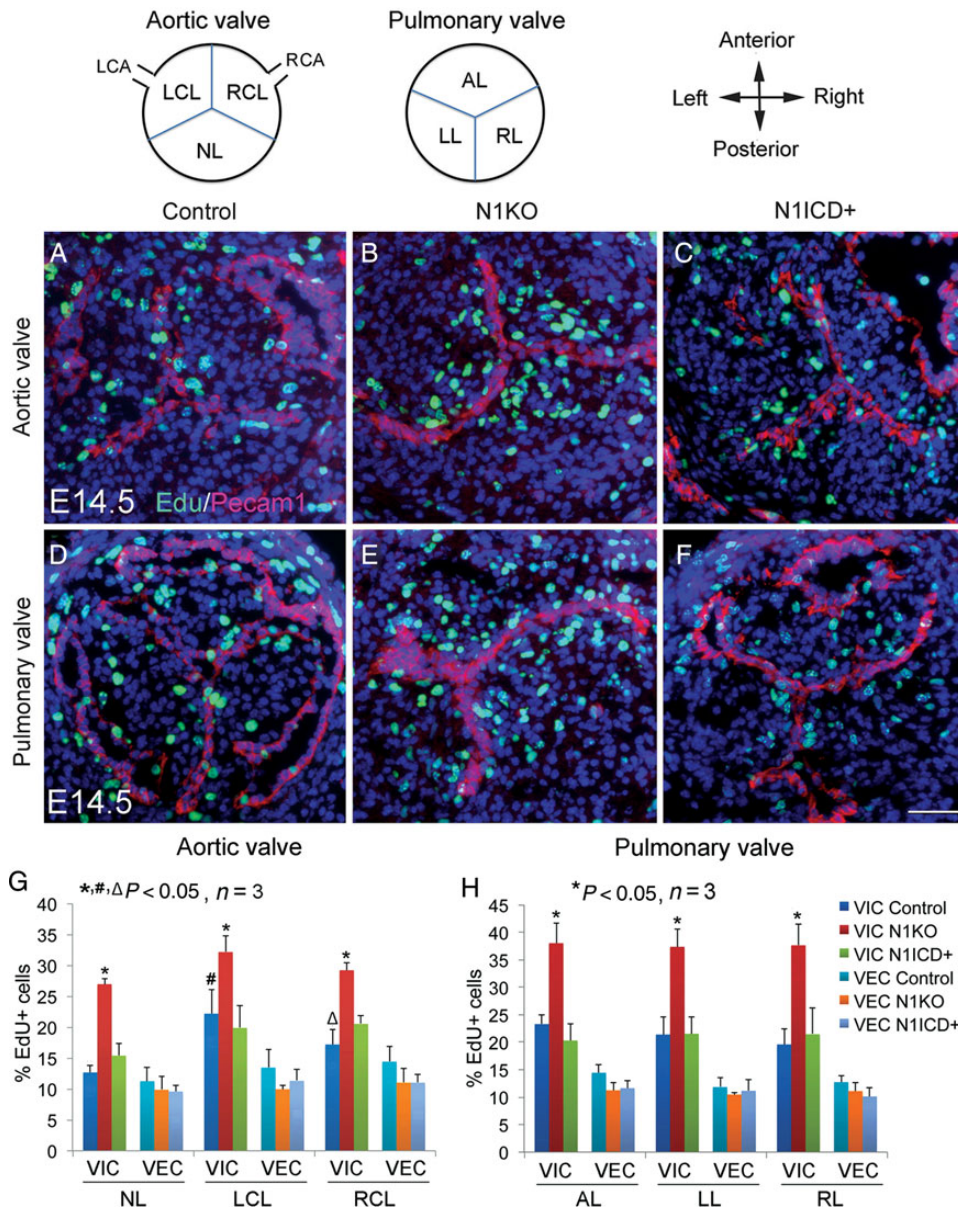 Aortic valve
Pulmonary valve
LCA
RCA
LCL
RCL
NL
AL
LL
RL
Anterior
Left
Right
Posterior
Control
N1KO
N1ICD+
Aortic valve
A
B
C
E14.5
Edu/Pecam1
Pulmonary valve
D
E
F
E14.5
Aortic valve
Pulmonary valve
G
*,#,Δ P < 0.05, n = 3
% EdU+ cells
40
35
30
25
20
15
10
5
0
*
#
*
Δ
*
VIC VEC VIC VEC VIC VEC
NL LCL RCL
H
*P < 0.05, n = 3
% EdU+ cells
45
40
35
30
25
20
15
10
5
0
* * *
VIC VEC VIC VEC VIC VEC
AL LL RL
VIC Control
VIC N1KO
VIC N1ICD+
VEC Control
VEC N1KO
VEC N1ICD+